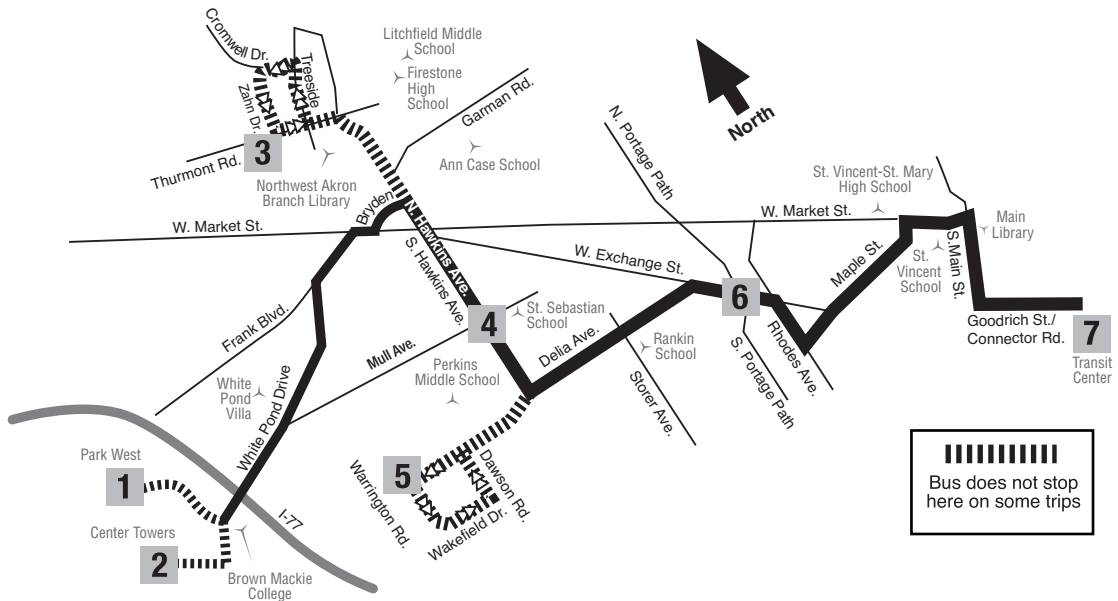 Cromwell Dr.
Treeside
Zahn Dr.
3
Thurmont Rd.
Litchfield Middle
School
Firestone
High
School
Garman Rd.
Ann Case School
Northwest Akron
Branch Library
North
N. Portage Path
St. Vincent-St. Mary
High School
W. Market St.
Bryden
W. Market St.
N. Hawkins Ave.
S. Hawkins Ave.
W. Exchange St.
Maple St.
St.
Vincent
School
S.Main St.
Main
Library
6
Goodrich St./
Connector Rd.
7
Transit
Center
Frank Blvd.
4
St. Sebastian
School
Delia Ave.
Rankin
School
Rhodes Ave.
S. Portage Path
Storer Ave.
Mull Ave.
Perkins
Middle School
White
Pond
Villa
White Pond Drive
Park West
1
Center Towers
2
I-77
Brown Mackie
College
5
Warrington Rd.
Dawson Rd.
Wakefield Dr.
Bus does not stop
here on some trips